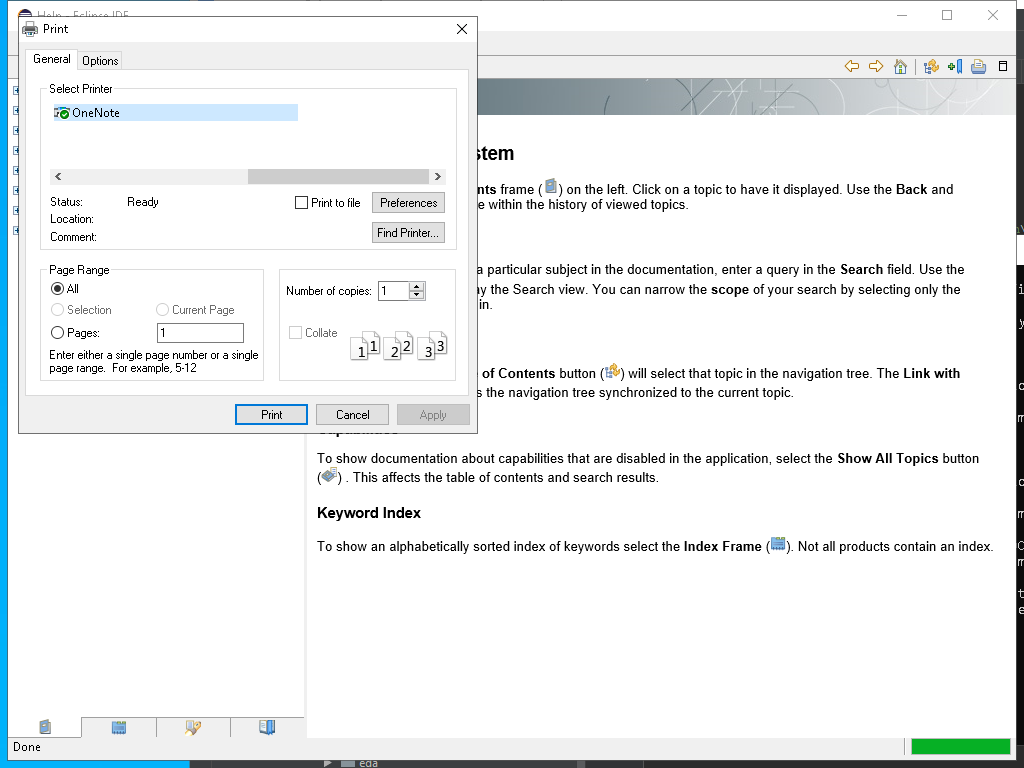 Help - Eclipse IDE
Print
General
Options
Select Printer
OneNote
Status:
Ready
Print to file
Preferences
Location:
Comment:
Find Printer...
Page Range
All
Selection
Current Page
Pages:
1
Enter either a single page number or a single
page range. For example, 5-12
Number of copies:
1
Collate
1 1 2 2 3 3
Print
Cancel
Apply
stem
nts frame ( ) on the left. Click on a topic to have it displayed. Use the Back and
e within the history of viewed topics.
a particular subject in the documentation, enter a query in the Search field. Use the
ay the Search view. You can narrow the scope of your search by selecting only the
in.
e of Contents button ( ) will select that topic in the navigation tree. The Link with
s the navigation tree synchronized to the current topic.
Capabilities
To show documentation about capabilities that are disabled in the application, select the Show All Topics button
( ) . This affects the table of contents and search results.
Keyword Index
To show an alphabetically sorted index of keywords select the Index Frame ( ). Not all products contain an index.
Done
eda